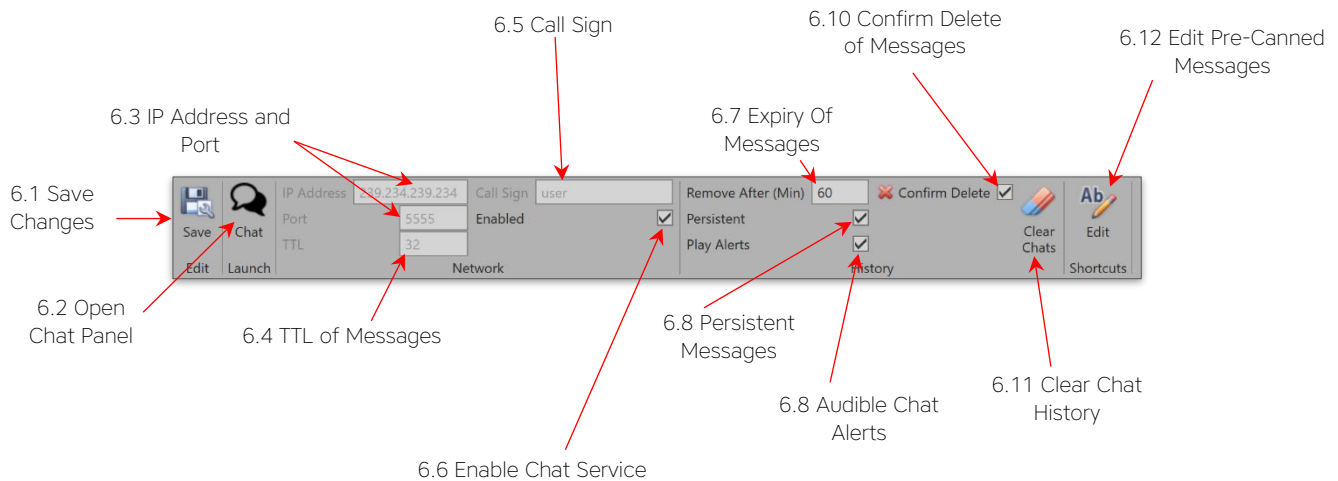 6.5 Call Sign
6.10 Confirm Delete
of Messages
6.12 Edit Pre-Canned
Messages
6.3 IP Address and
Port
6.7 Expiry Of
Messages
6.1 Save
Changes
IP Address 239.234.239.234 Call Sign user
Port 5555 Enabled
TTL 32
Save
Chat
Edit
Launch
Network
Remove After (Min) 60 Confirm Delete
Persistent
Play Alerts
Clear
Chats
History
Ab
Edit
Shortcuts
6.2 Open
Chat Panel
6.4 TTL of Messages
6.8 Persistent
Messages
6.11 Clear Chat
History
6.8 Audible Chat
Alerts
6.6 Enable Chat Service